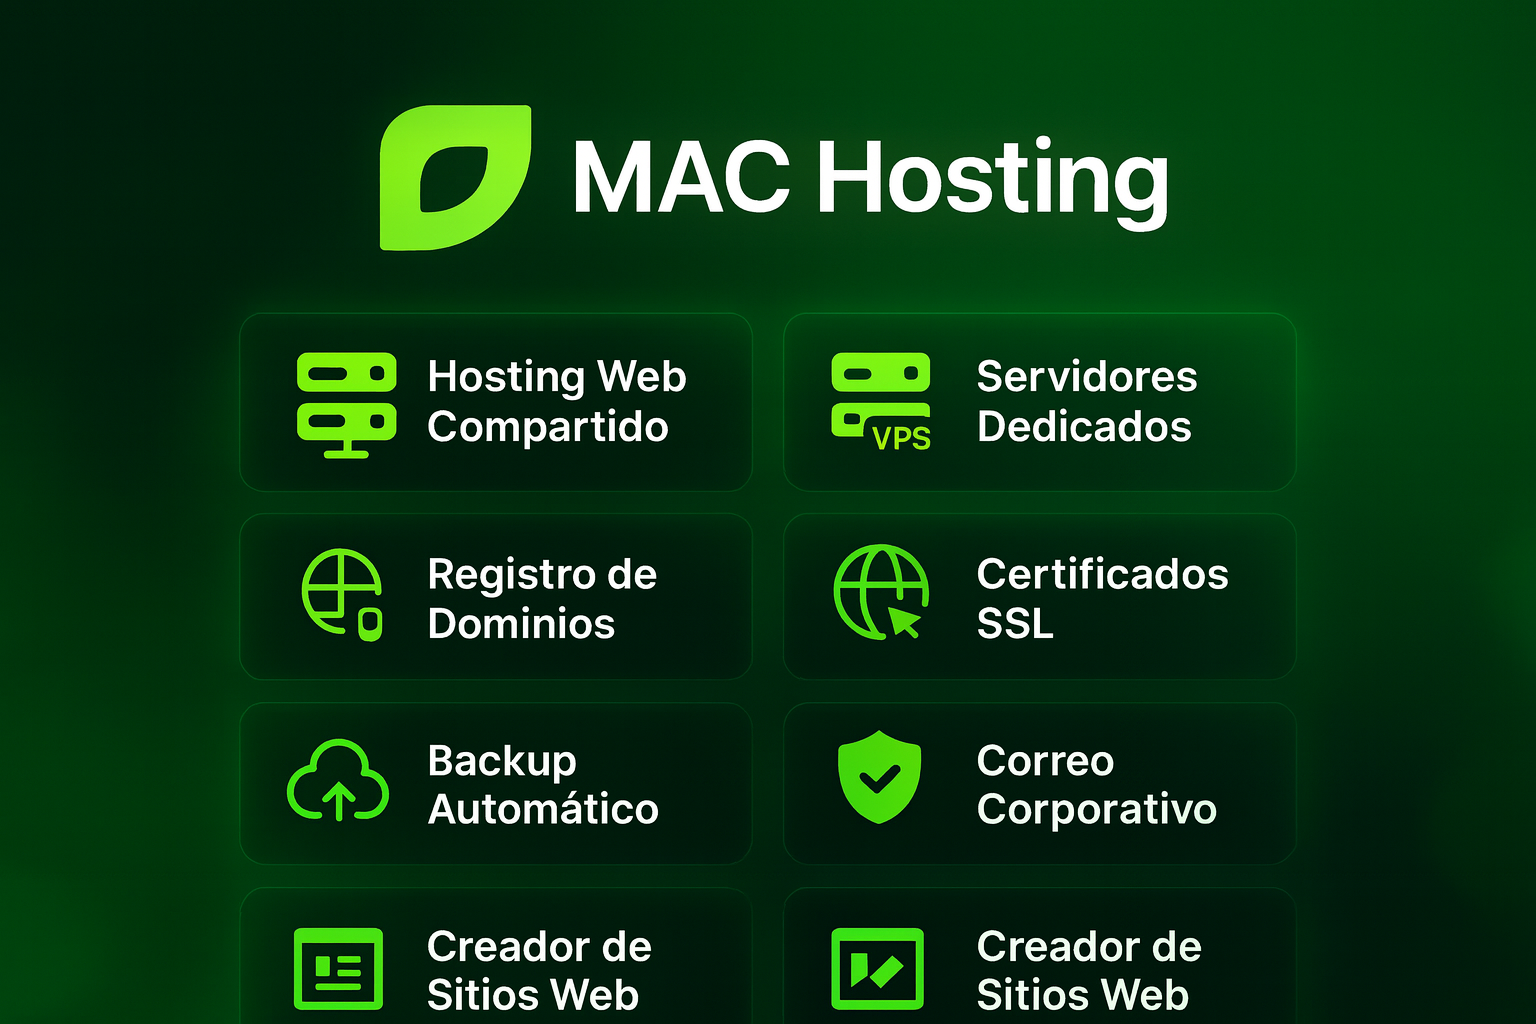 MAC Hosting
Hosting Web
Compartido
VPS
Servidores
Dedicados
Registro de
Dominios
Certificados
SSL
Backup
Automático
Correo
Corporativo
Creador de
Sitios Web
Creador de
Sitios Web